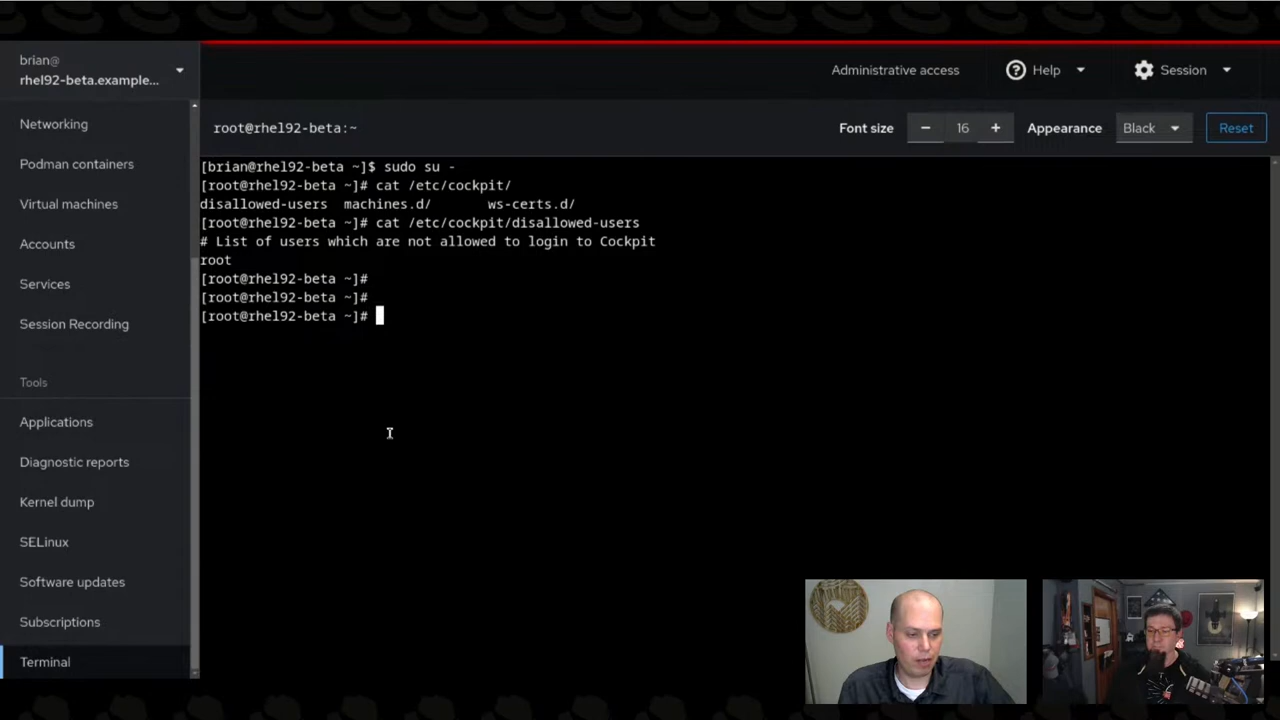 brian@
rhel92-beta.example...
Administrative access
Help
Session
Networking
Podman containers
Virtual machines
Accounts
Services
Session Recording
Tools
Applications
Diagnostic reports
Kernel dump
SELinux
Software updates
Subscriptions
Terminal
root@rhel92-beta:~
Font size
16
Appearance
Black
Reset
[brian@rhel92-beta ~]$ sudo su -
[root@rhel92-beta ~]# cat /etc/cockpit/
disallowed-users machines.d/ ws-certs.d/
[root@rhel92-beta ~]# cat /etc/cockpit/disallowed-users
# List of users which are not allowed to login to Cockpit
root
[root@rhel92-beta ~]#
[root@rhel92-beta ~]#
[root@rhel92-beta ~]#